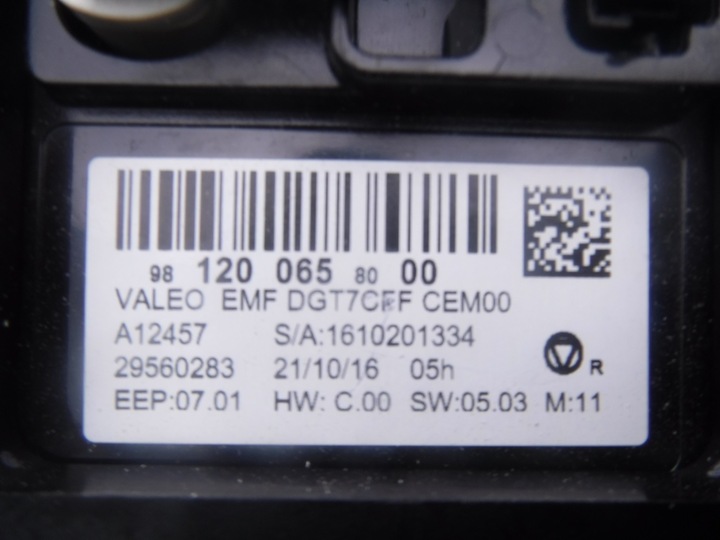 98 120 065 80 00
VALEO EMF DGT7CFF CEM00
A12457 S/A:1610201334
29560283 21/10/16 05h
R
EEP:07.01 HW: C.00 SW:05.03 M:11